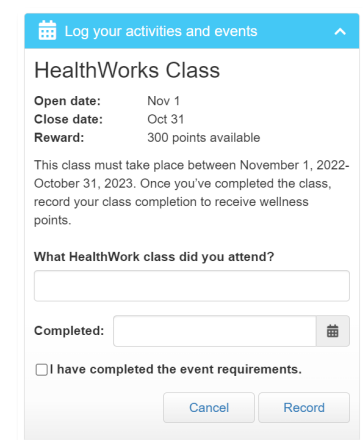 Log your activities and events
HealthWorks Class
Open date: Nov 1
Close date: Oct 31
Reward: 300 points available
This class must take place between November 1, 2022-
October 31, 2023. Once you've completed the class,
record your class completion to receive wellness
points.
What HealthWork class did you attend?
Completed:
I have completed the event requirements.
Cancel Record